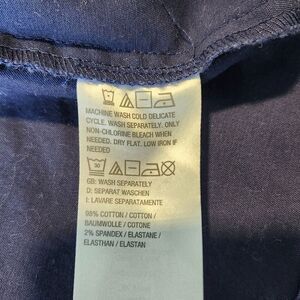 MACHINE WASH COLD DELICATE
CYCLE. WASH SEPARATELY. ONLY
NON-CHLORINE BLEACH WHEN
NEEDED. DRY FLAT. LOW IRON IF
NEEDED
30
GB: WASH SEPARATELY
D: SEPARAT WASCHEN
I: LAVARE SEPARATAMENTE
98% COTTON / COTON /
BAUMWOLLE / COTONE
2% SPANDEX / ELASTANE /
ELASTHAN / ELASTAN